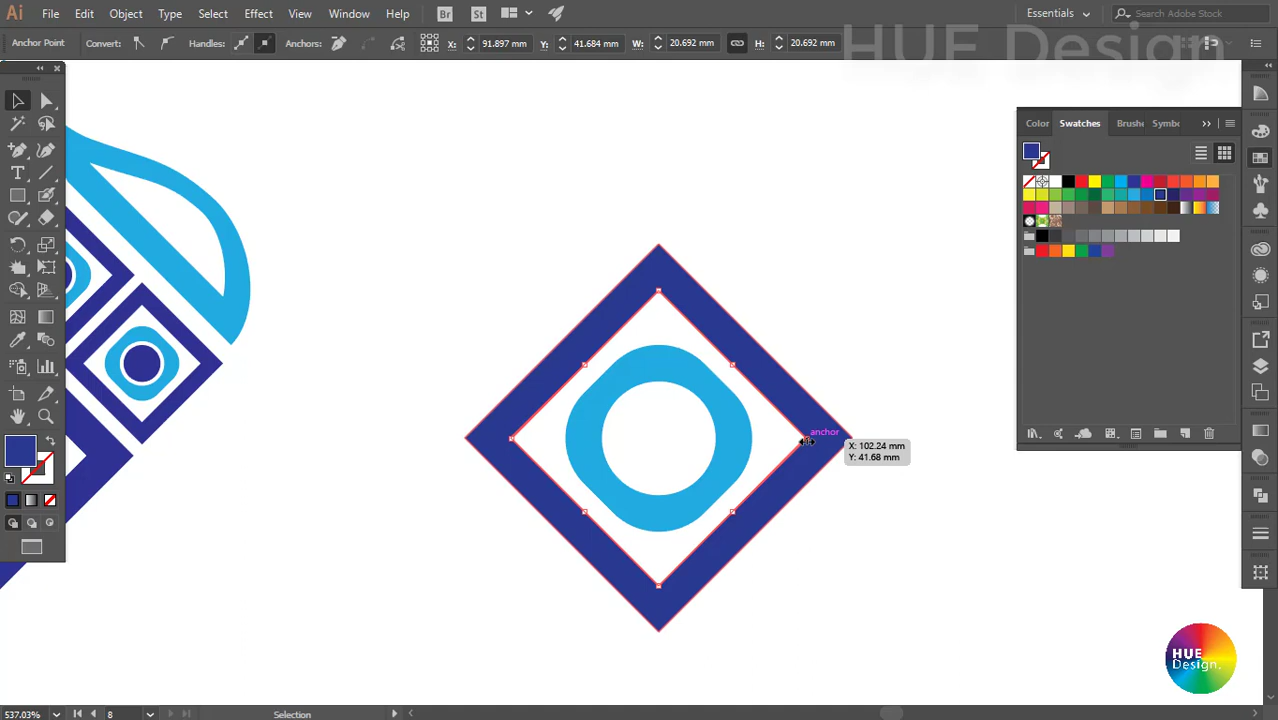 Ai File Edit Object Type Select Effect View Window Help Br St Essentials Search Adobe Stock
HUE Design
Anchor Point Convert: Handles: Anchors: X: 91.897 mm Y: 41.684 mm W: 20.692 mm H: 20.692 mm
Color Swatches Brushe Symbo
anchor
X: 102.24 mm
Y: 41.68 mm
HUE
Design.
537.03% 8 Selection